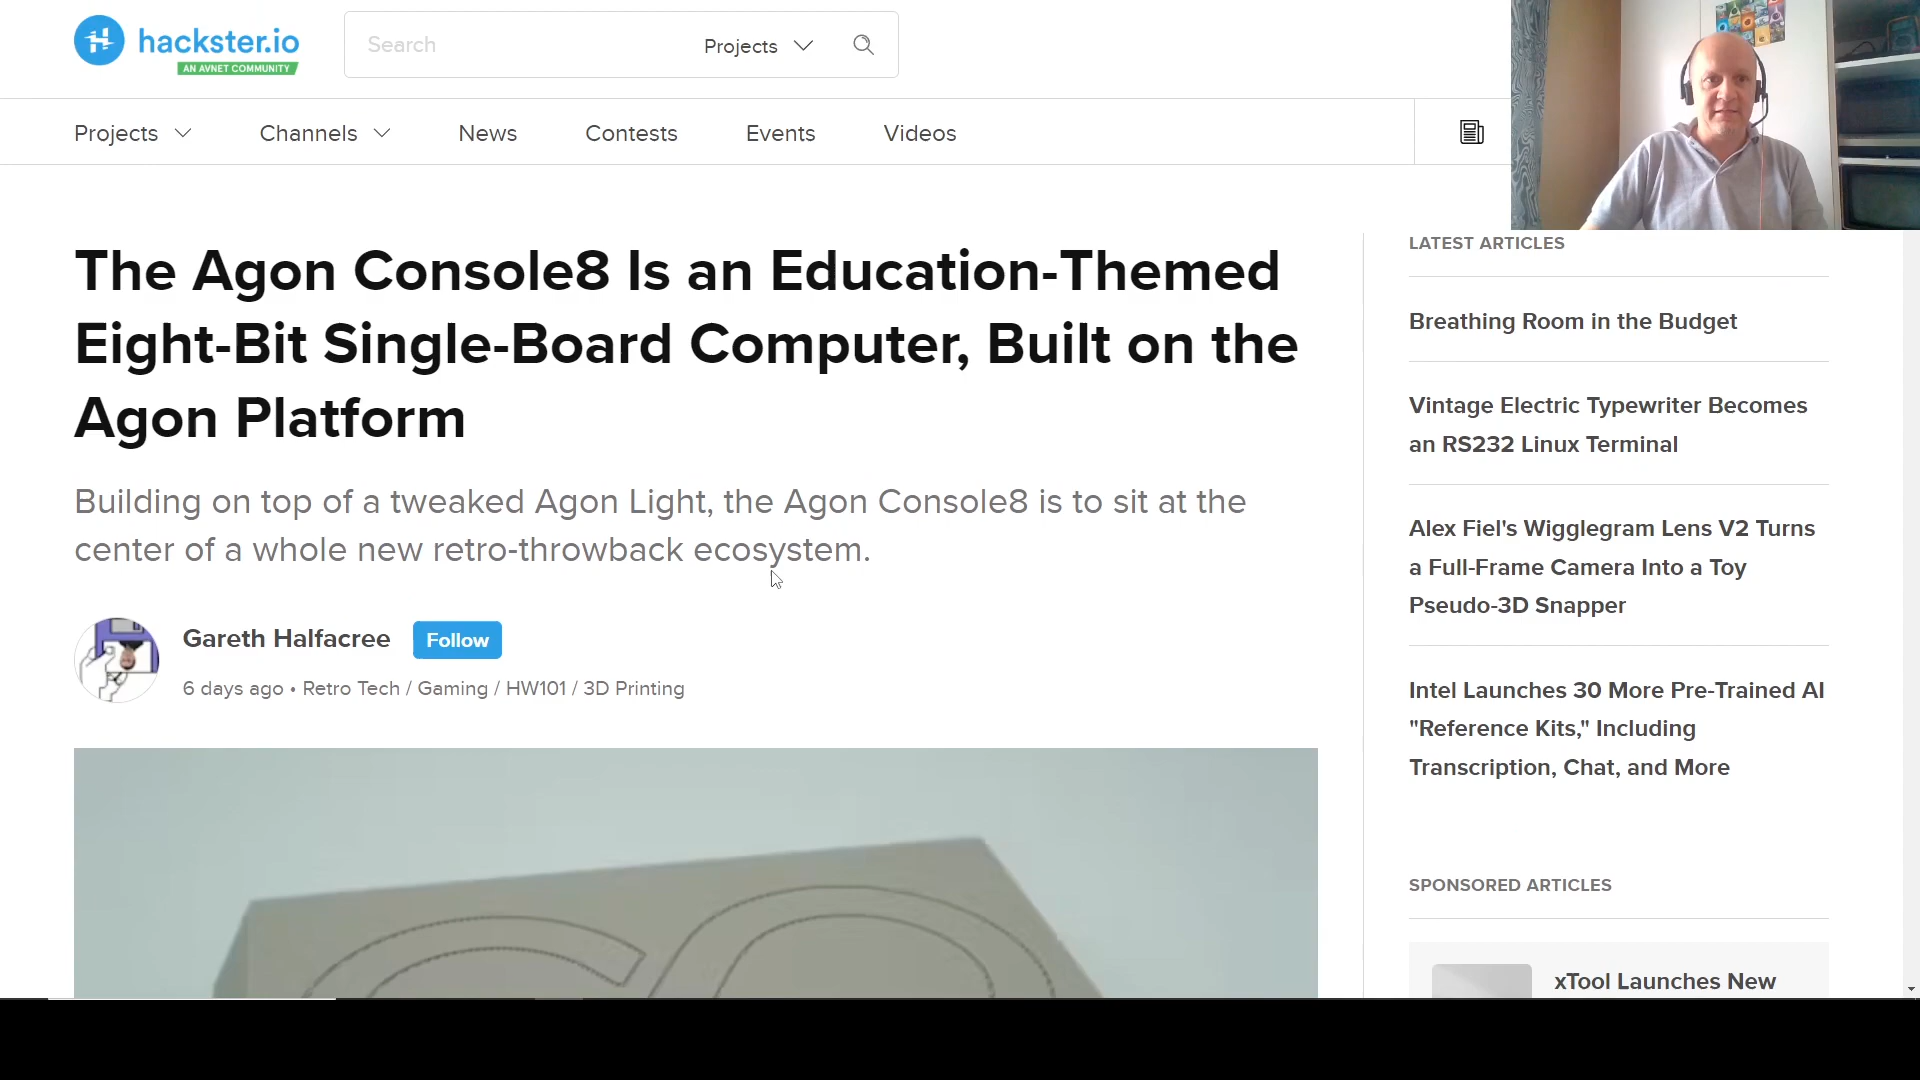 hackster.io
AN AVNET COMMUNITY
Search
Projects
Projects
Channels
News
Contests
Events
Videos
The Agon Console8 Is an Education-Themed
Eight-Bit Single-Board Computer, Built on the
Agon Platform
Building on top of a tweaked Agon Light, the Agon Console8 is to sit at the
center of a whole new retro-throwback ecosystem.
Gareth Halfacree
Follow
6 days ago • Retro Tech / Gaming / HW101 / 3D Printing
LATEST ARTICLES
Breathing Room in the Budget
Vintage Electric Typewriter Becomes
an RS232 Linux Terminal
Alex Fiel's Wigglegram Lens V2 Turns
a Full-Frame Camera Into a Toy
Pseudo-3D Snapper
Intel Launches 30 More Pre-Trained AI
"Reference Kits," Including
Transcription, Chat, and More
SPONSORED ARTICLES
xTool Launches New